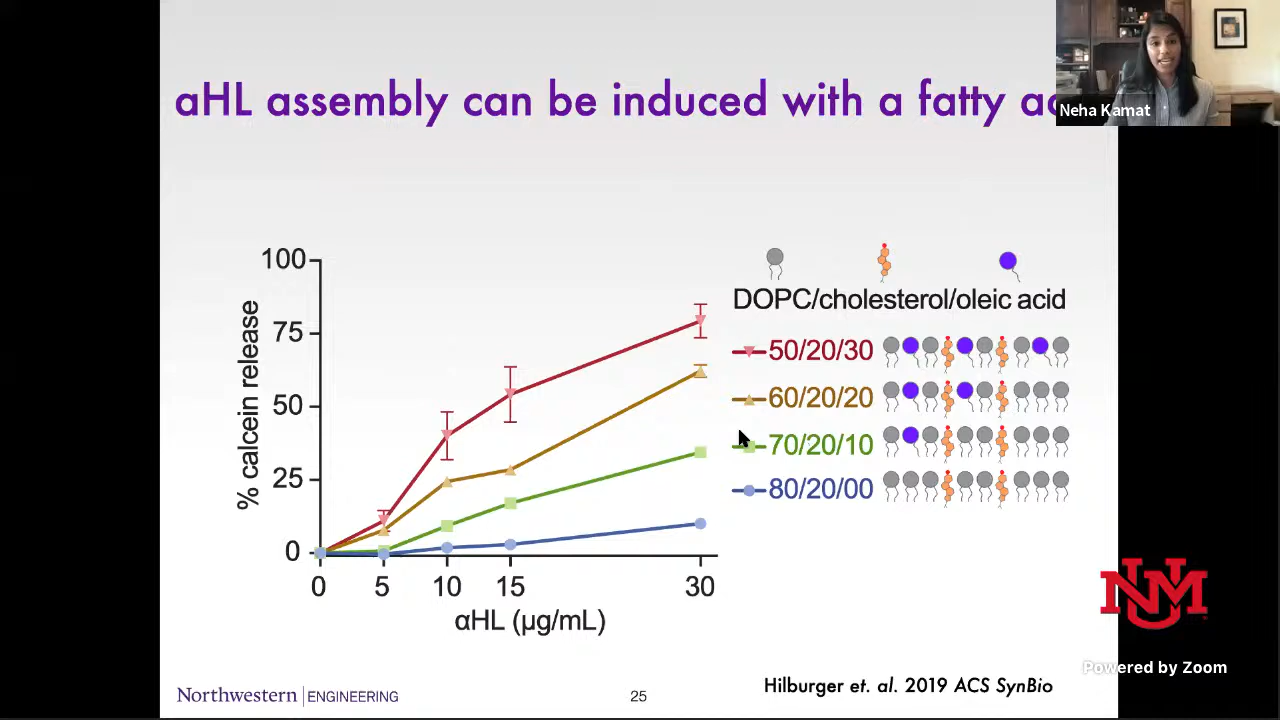 aHL assembly can be induced with a fatty
Neha Kamat
100
75
50
25
0
% calcein release
0 5 10 15 30
αHL (µg/mL)
DOPC/cholesterol/oleic acid
50/20/30
60/20/20
70/20/10
80/20/00
NM
U
Powered by Zoom
Northwestern | ENGINEERING
25
Hilburger et. al. 2019 ACS SynBio